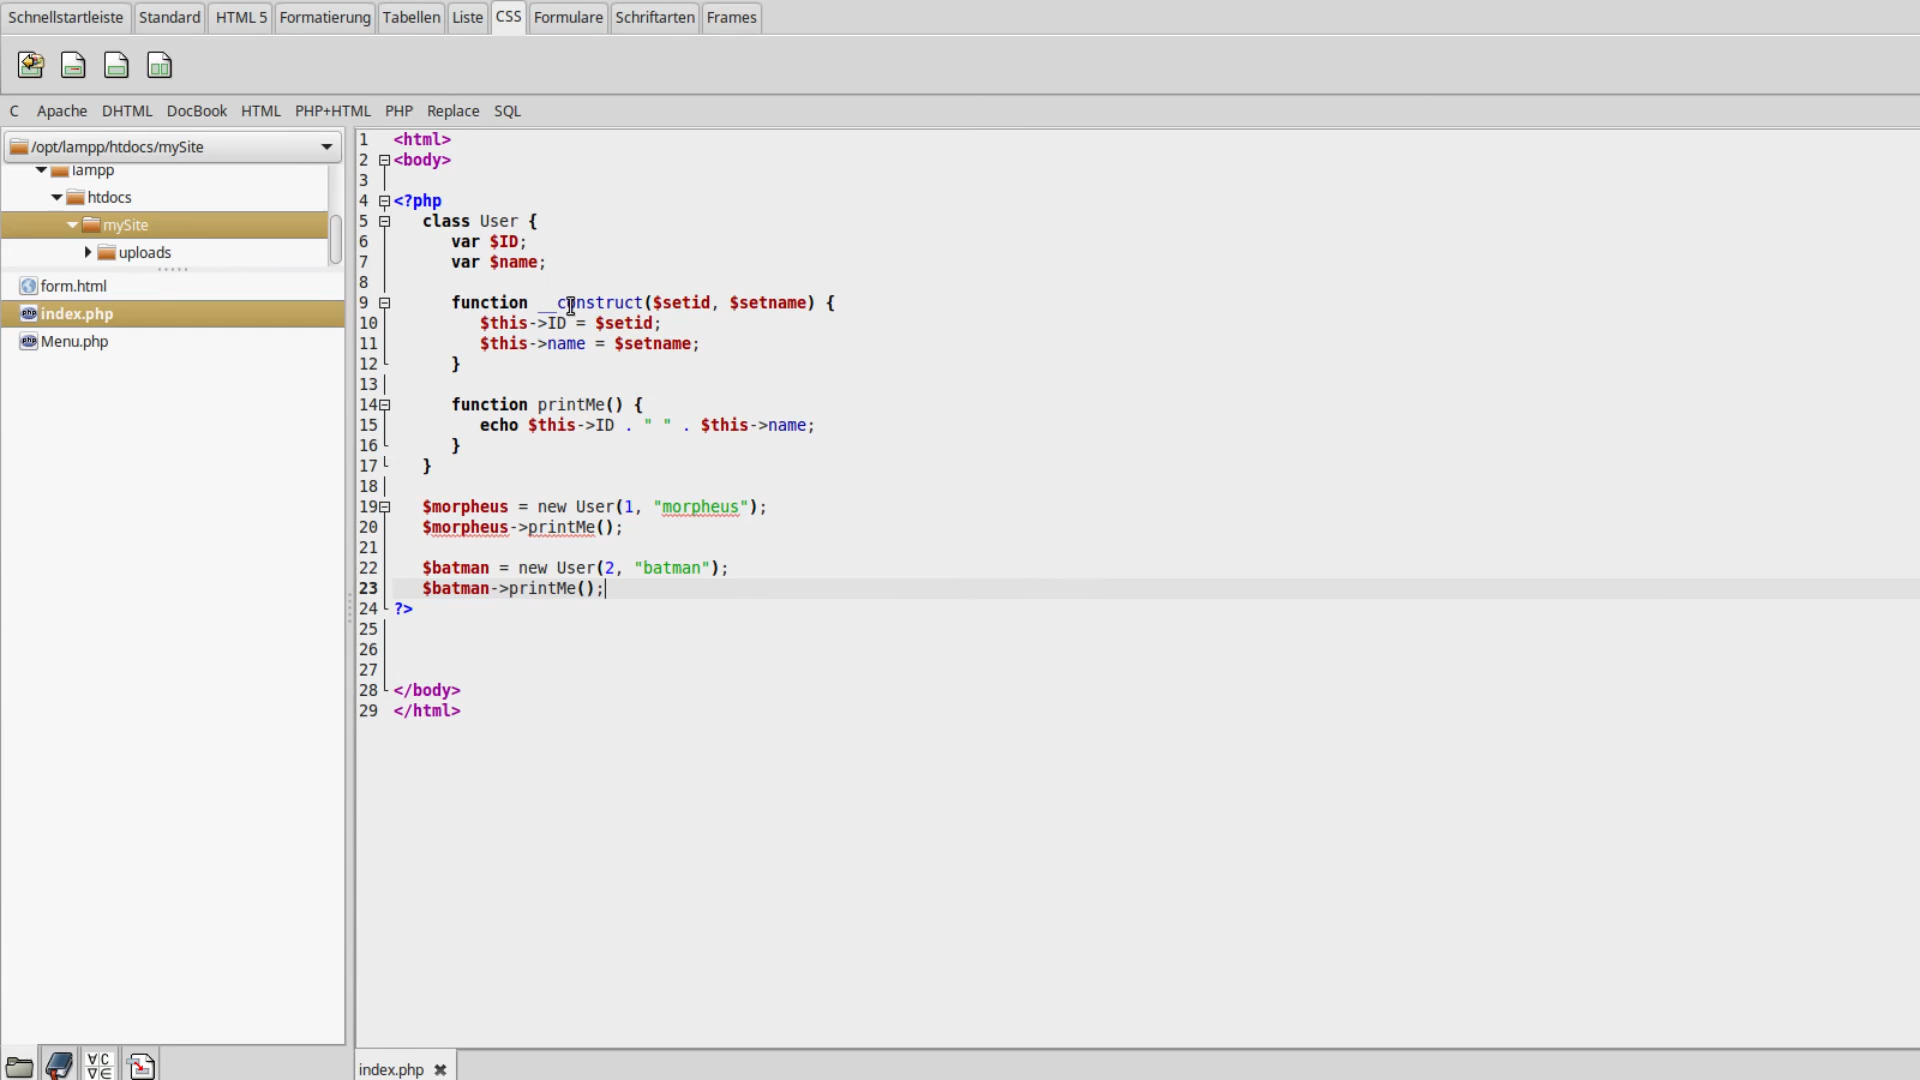 Schnellstartleiste Standard HTML 5 Formatierung Tabellen Liste CSS Formulare Schriftarten Frames
C Apache DHTML DocBook HTML PHP+HTML PHP Replace SQL
/opt/lampp/htdocs/mySite
lampp
htdocs
mySite
uploads
form.html
index.php
Menu.php
1 <html>
2 <body>
3
4 <?php
5 class User {
6 var $ID;
7 var $name;
8
9 function __construct($setid, $setname) {
10 $this->ID = $setid;
11 $this->name = $setname;
12 }
13
14 function printMe() {
15 echo $this->ID . " " . $this->name;
16 }
17 }
18
19 $morpheus = new User(1, "morpheus");
20 $morpheus->printMe();
21
22 $batman = new User(2, "batman");
23 $batman->printMe();
24 ?>
25
26
27
28 </body>
29 </html>
index.php